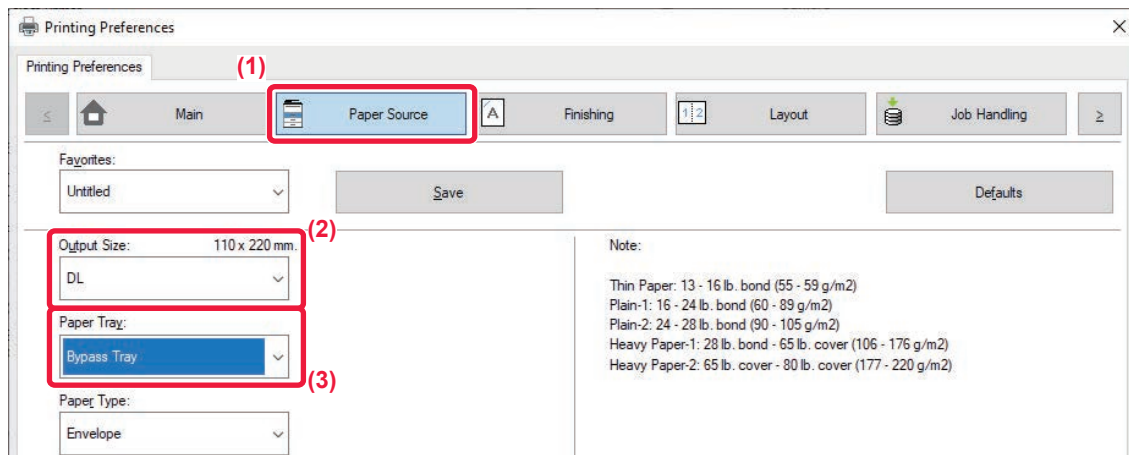 Printing Preferences
Printing Preferences
(1)
Main
Paper Source
Finishing
Layout
Job Handling
Favorites:
Untitled
Save
Defaults
(2)
Output Size: 110 x 220 mm.
DL
Paper Tray:
Bypass Tray
(3)
Paper Type:
Envelope
Note:
Thin Paper: 13 - 16 lb. bond (55 - 59 g/m2)
Plain-1: 16 - 24 lb. bond (60 - 89 g/m2)
Plain-2: 24 - 28 lb. bond (90 - 105 g/m2)
Heavy Paper-1: 28 lb. bond - 65 lb. cover (106 - 176 g/m2)
Heavy Paper-2: 65 lb. cover - 80 lb. cover (177 - 220 g/m2)